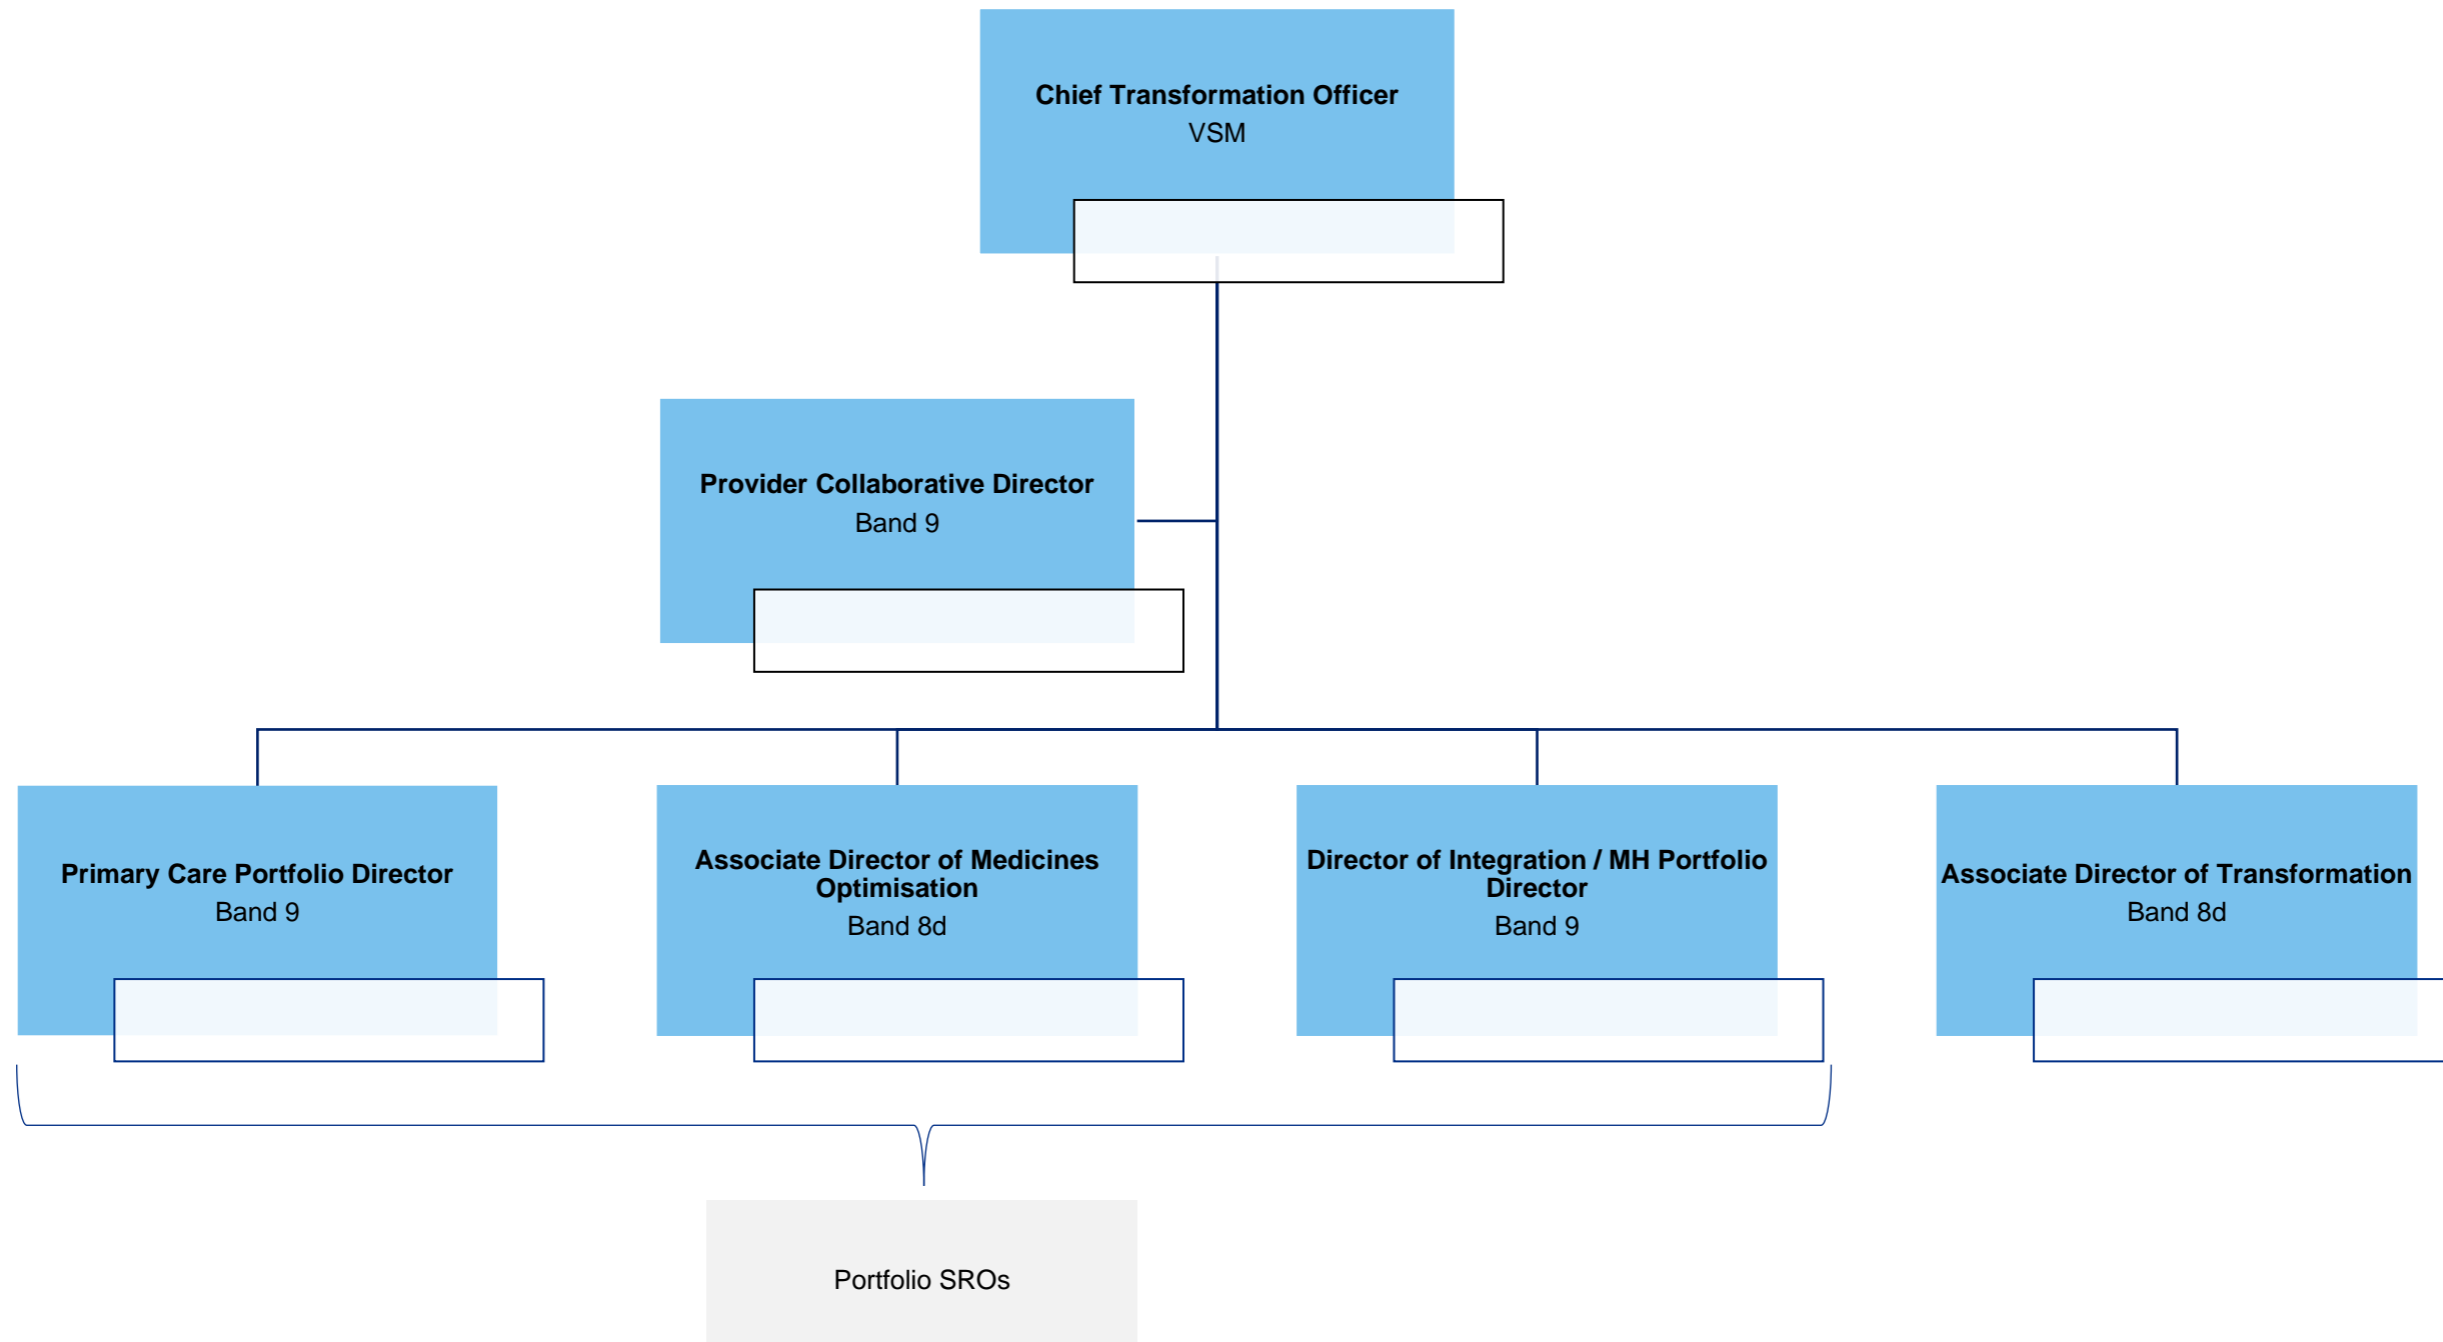 Chief Transformation Officer
VSM
Provider Collaborative Director
Band 9
Primary Care Portfolio Director
Band 9
Associate Director of Medicines
Optimisation
Band 8d
Director of Integration / MH Portfolio
Director
Band 9
Associate Director of Transformation
Band 8d
Portfolio SROs